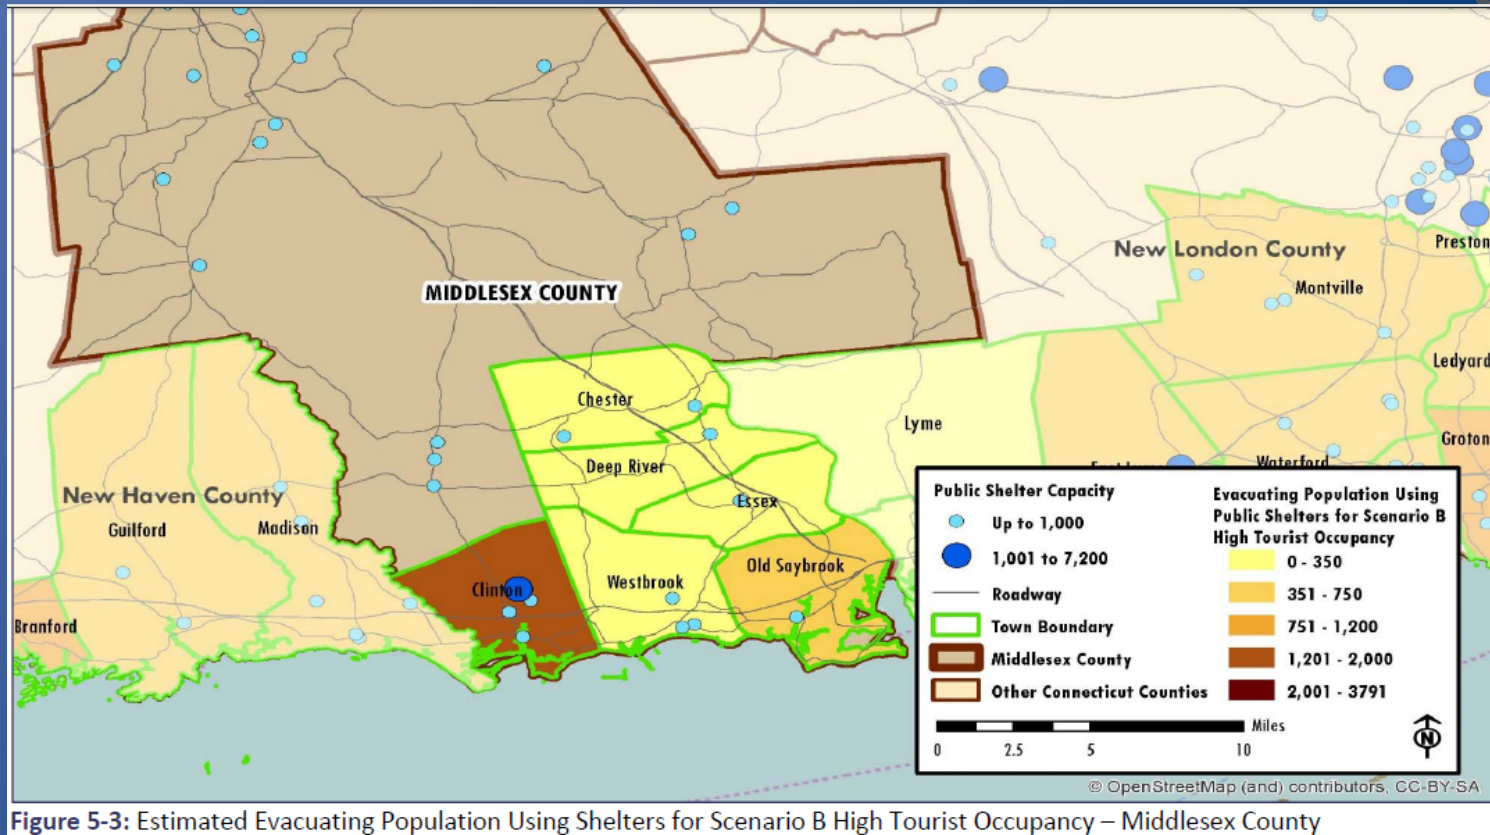 MIDDLESEX COUNTY
New London County
Preston
Montville
Ledyard
Chester
Lyme
Groton
Deep River
Waterford
New Haven County
Essex
Guilford
Madison
Old Saybrook
Clinton
Westbrook
Branford
Public Shelter Capacity
Up to 1,000
1,001 to 7,200
Roadway
Town Boundary
Middlesex County
Other Connecticut Counties
Evacuating Population Using
Public Shelters for Scenario B
High Tourist Occupancy
0 - 350
351 - 750
751 - 1,200
1,201 - 2,000
2,001 - 3791
Miles
0 2.5 5 10
N
© OpenStreetMap (and) contributors, CC-BY-SA
Figure 5-3: Estimated Evacuating Population Using Shelters for Scenario B High Tourist Occupancy – Middlesex County